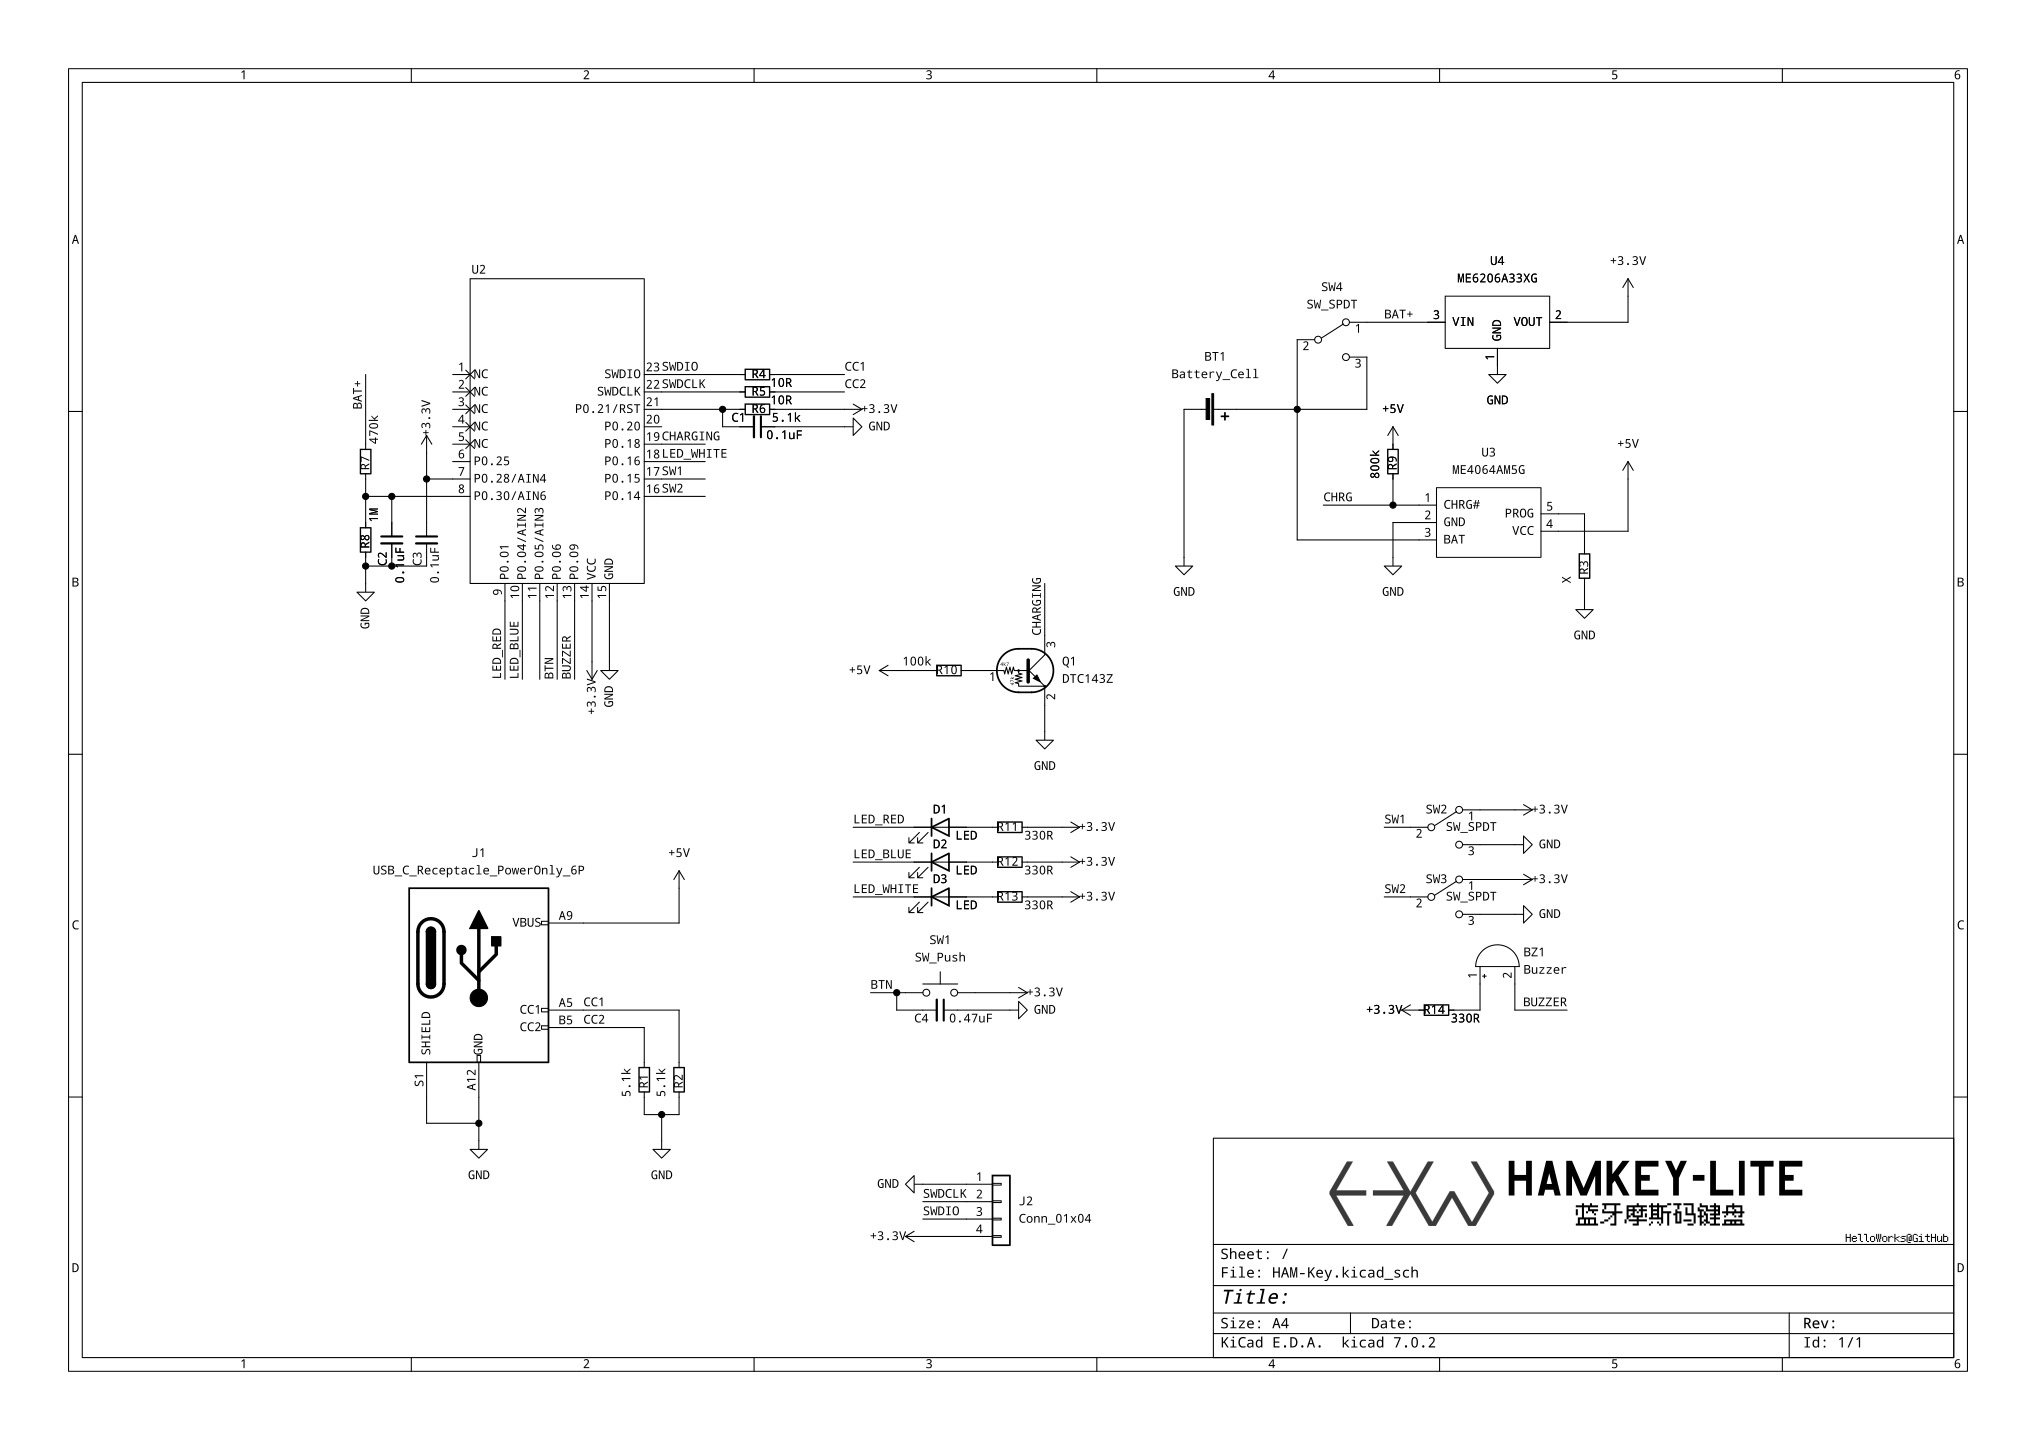 1 2 3 4 5 6
A
B
C
D
A
B
C
D
U2
1 NC
2 NC
3 NC
4 NC
5 NC
6 P0.25
7 P0.28/AIN4
8 P0.30/AIN6
SWDIO 23 SWDIO
SWDCLK 22 SWDCLK
P0.21/RST 21
P0.20 20
P0.18 19 CHARGING
P0.16 18 LED_WHITE
P0.15 17 SW1
P0.14 16 SW2
P0.01 9 LED_RED
P0.04/AIN2 10 LED_BLUE
P0.05/AIN3 11
P0.06 12 BTN
P0.09 13 BUZZER
VCC 14 +3.3V
GND 15 GND
R4 10R CC1
R5 10R CC2
R6 5.1k +3.3V
C1 0.1uF GND
BAT+
470k
R7
+3.3V
1M
R8
C2
0.1uF
C3
0.1uF
GND
SW4
SW_SPDT
1
2
3
BAT+
U4
ME6206A33XG
3 VIN VOUT 2
GND
1
GND
+3.3V
BT1
Battery_Cell
+
GND
+5V
800k
R9
CHRG
U3
ME4064AM5G
1 CHRG#
2 GND
3 BAT
PROG 5
VCC 4
+5V
GND
X
R3
GND
CHARGING
+5V
100k
R10
4K7
47K
1
3
2
Q1
DTC143Z
GND
LED_RED D1 LED R11 330R +3.3V
LED_BLUE D2 LED R12 330R +3.3V
LED_WHITE D3 LED R13 330R +3.3V
SW1
SW_Push
BTN
+3.3V
C4 0.47uF GND
SW1 2 SW2 1 +3.3V
SW_SPDT
3 GND
SW2 2 SW3 1 +3.3V
SW_SPDT
3 GND
BZ1
Buzzer
1 + 2
BUZZER
+3.3V R14 330R
J1
USB_C_Receptacle_PowerOnly_6P
+5V
VBUS A9
CC1 A5 CC1
CC2 B5 CC2
SHIELD
GND
S1
A12
GND
5.1k R1
5.1k R2
GND
GND 1
SWDCLK 2
SWDIO 3
+3.3V 4
J2
Conn_01x04
HAMKEY-LITE
蓝牙摩斯码键盘
HelloWorks@GitHub
Sheet: /
File: HAM-Key.kicad_sch
Title:
Size: A4 Date: Rev:
KiCad E.D.A. kicad 7.0.2 Id: 1/1
1 2 3 4 5 6